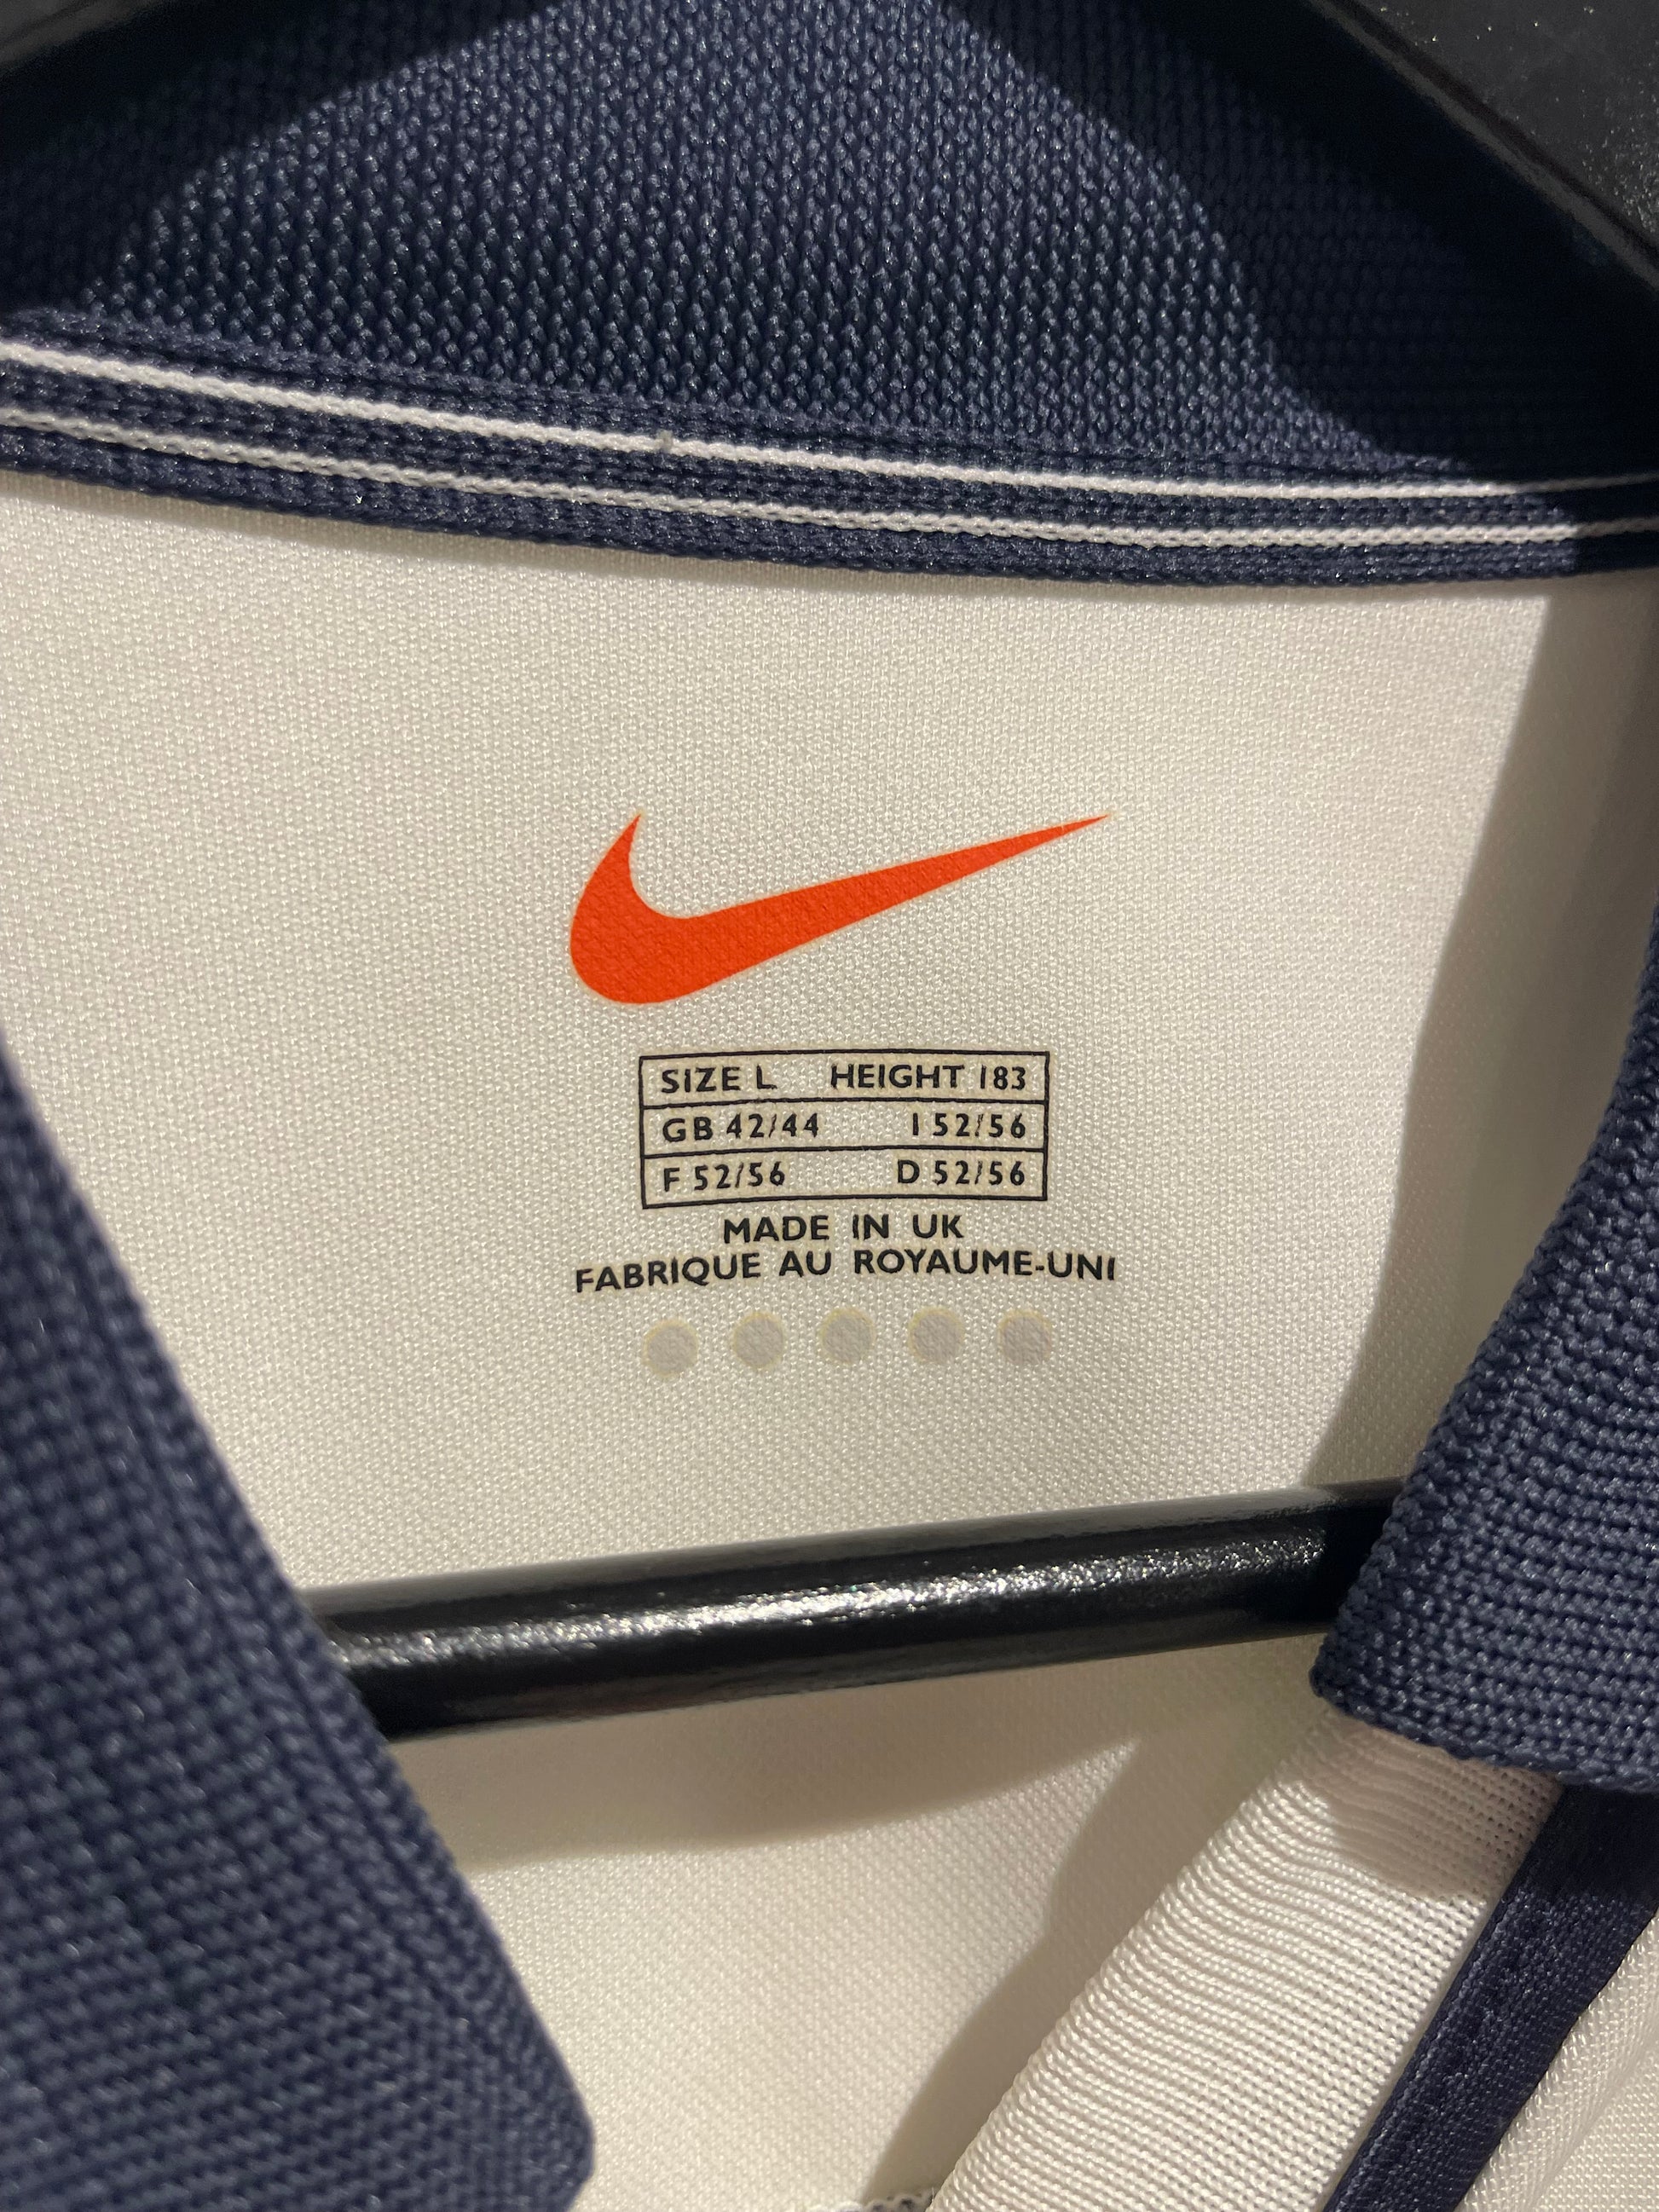 SIZE L HEIGHT 183
GB 42/44 I 52/56
F 52/56 D 52/56
MADE IN UK
FABRIQUE AU ROYAUME-UNI